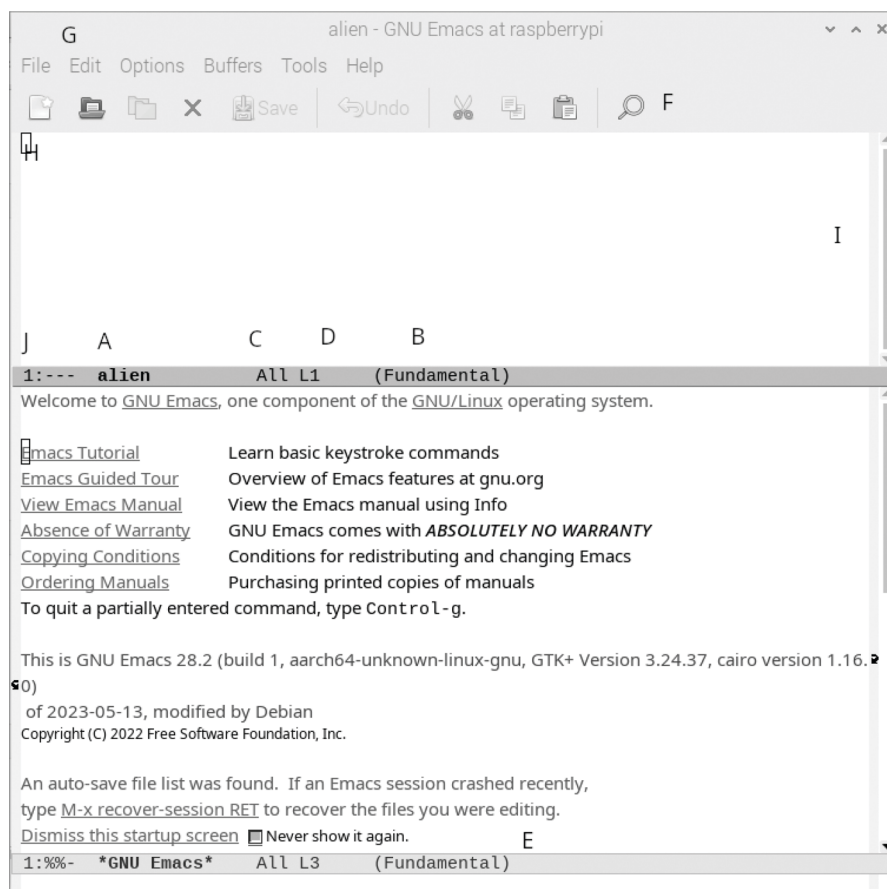 G
alien - GNU Emacs at raspberrypi
File Edit Options Buffers Tools Help
Save Undo F
H
I
J A C D B
1:--- alien All L1 (Fundamental)
Welcome to GNU Emacs, one component of the GNU/Linux operating system.
Emacs Tutorial Learn basic keystroke commands
Emacs Guided Tour Overview of Emacs features at gnu.org
View Emacs Manual View the Emacs manual using Info
Absence of Warranty GNU Emacs comes with ABSOLUTELY NO WARRANTY
Copying Conditions Conditions for redistributing and changing Emacs
Ordering Manuals Purchasing printed copies of manuals
To quit a partially entered command, type Control-g.
This is GNU Emacs 28.2 (build 1, aarch64-unknown-linux-gnu, GTK+ Version 3.24.37, cairo version 1.16.
0)
of 2023-05-13, modified by Debian
Copyright (C) 2022 Free Software Foundation, Inc.
An auto-save file list was found.  If an Emacs session crashed recently,
type M-x recover-session RET to recover the files you were editing.
Dismiss this startup screen Never show it again. E
1:%%- *GNU Emacs* All L3 (Fundamental)